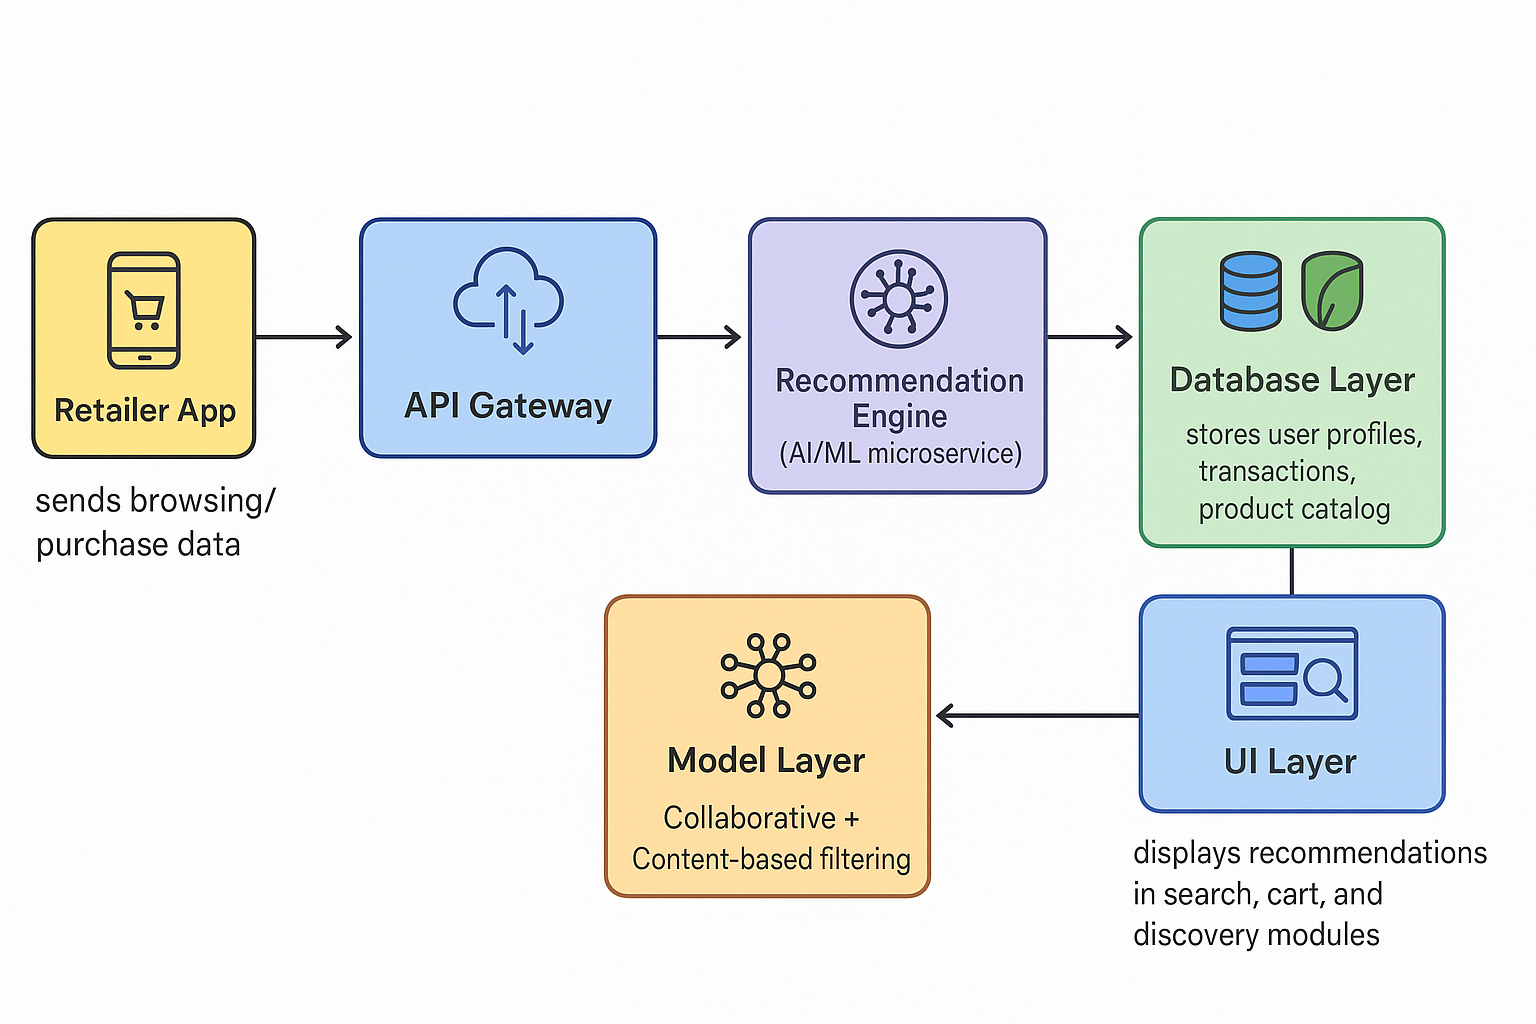 Retailer App
sends browsing/
purchase data
API Gateway
Recommendation
Engine
(AI/ML microservice)
Database Layer
stores user profiles,
transactions,
product catalog
Model Layer
Collaborative +
Content-based filtering
UI Layer
displays recommendations
in search, cart, and
discovery modules